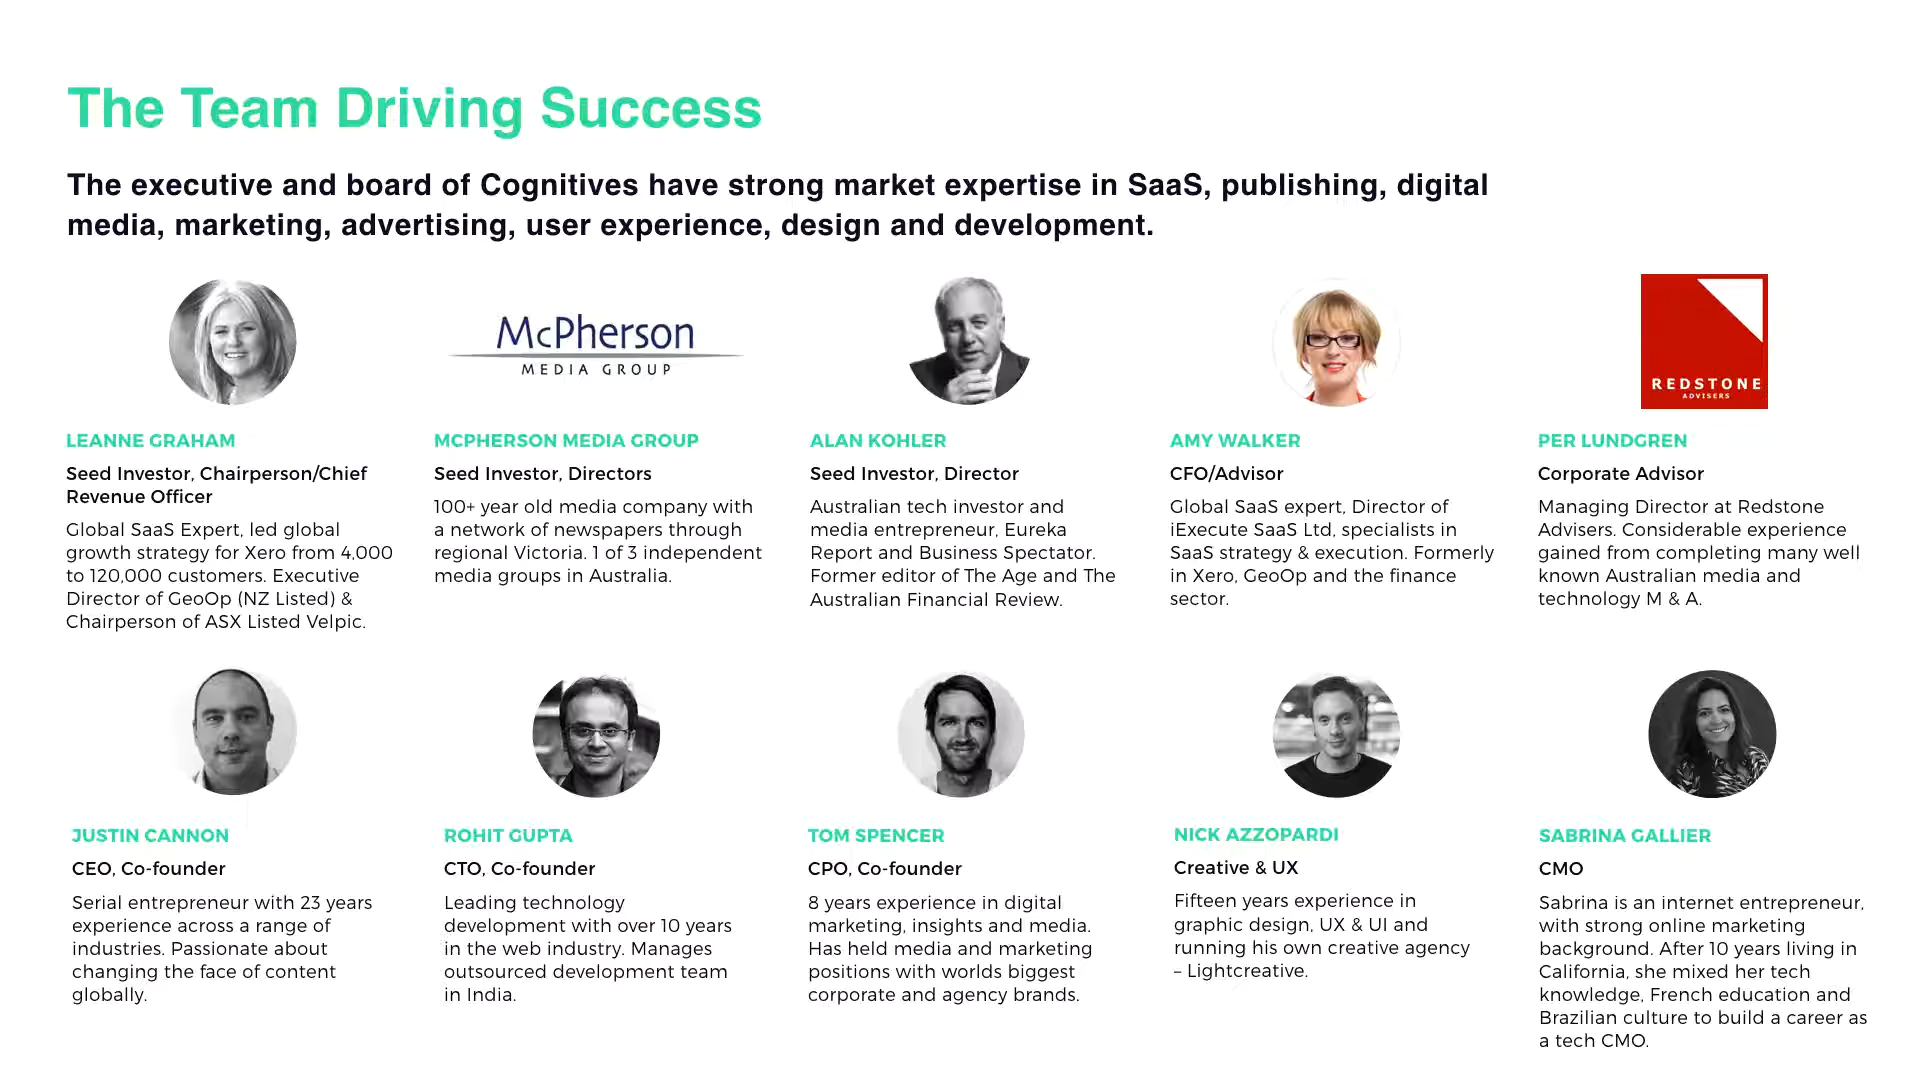 The Team Driving Success
The executive and board of Cognitives have strong market expertise in SaaS, publishing, digital
media, marketing, advertising, user experience, design and development.
McPherson
MEDIA GROUP
REDSTONE
ADVISERS
LEANNE GRAHAM
Seed Investor, Chairperson/Chief
Revenue Officer
Global SaaS Expert, led global
growth strategy for Xero from 4,000
to 120,000 customers. Executive
Director of GeoOp (NZ Listed) &
Chairperson of ASX Listed Velpic.
MCPHERSON MEDIA GROUP
Seed Investor, Directors
100+ year old media company with
a network of newspapers through
regional Victoria. 1 of 3 independent
media groups in Australia.
ALAN KOHLER
Seed Investor, Director
Australian tech investor and
media entrepreneur, Eureka
Report and Business Spectator.
Former editor of The Age and The
Australian Financial Review.
AMY WALKER
CFO/Advisor
Global SaaS expert, Director of
iExecute SaaS Ltd, specialists in
SaaS strategy & execution. Formerly
in Xero, GeoOp and the finance
sector.
PER LUNDGREN
Corporate Advisor
Managing Director at Redstone
Advisers. Considerable experience
gained from completing many well
known Australian media and
technology M & A.
JUSTIN CANNON
CEO, Co-founder
Serial entrepreneur with 23 years
experience across a range of
industries. Passionate about
changing the face of content
globally.
ROHIT GUPTA
CTO, Co-founder
Leading technology
development with over 10 years
in the web industry. Manages
outsourced development team
in India.
TOM SPENCER
CPO, Co-founder
8 years experience in digital
marketing, insights and media.
Has held media and marketing
positions with worlds biggest
corporate and agency brands.
NICK AZZOPARDI
Creative & UX
Fifteen years experience in
graphic design, UX & UI and
running his own creative agency
– Lightcreative.
SABRINA GALLIER
CMO
Sabrina is an internet entrepreneur,
with strong online marketing
background. After 10 years living in
California, she mixed her tech
knowledge, French education and
Brazilian culture to build a career as
a tech CMO.